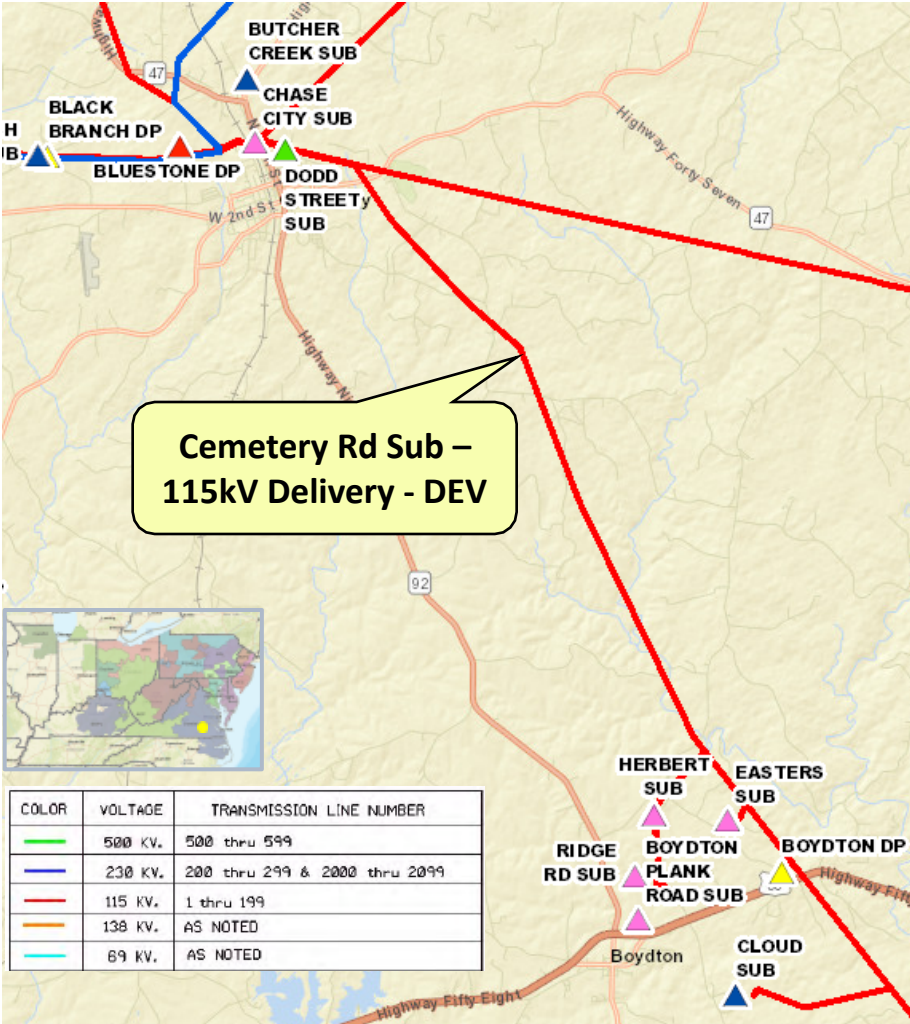 BUTCHER
CREEK SUB
47
CHASE
CITY SUB
BLACK
BRANCH DP
H
UB
BLUESTONE DP
DODD
STREETy
SUB
W 2nd St
Highway Forty Seven
47
Cemetery Rd Sub –
115kV Delivery - DEV
92
HERBERT
SUB
EASTERS
SUB
RIDGE
RD SUB
BOYDTON
PLANK
ROAD SUB
BOYDTON DP
Boydton
CLOUD
SUB
Highway Fifty Eight
COLOR VOLTAGE TRANSMISSION LINE NUMBER
500 KV. 500 thru 599
230 KV. 200 thru 299 & 2000 thru 2099
115 KV. 1 thru 199
138 KV. AS NOTED
69 KV. AS NOTED